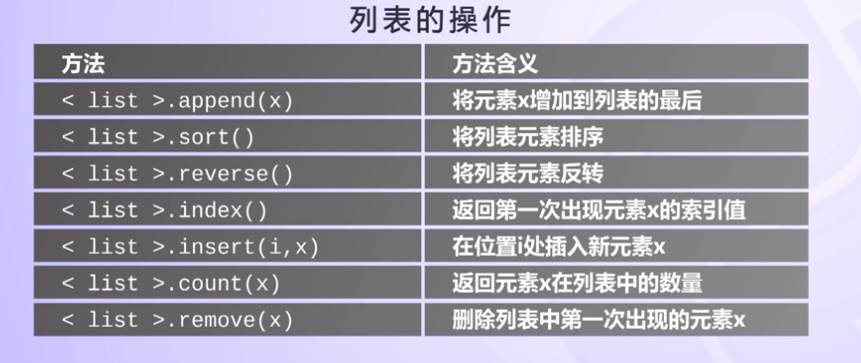 列表的操作
方法 方法含义
< list >.append(x) 将元素x增加到列表的最后
< list >.sort() 将列表元素排序
< list >.reverse() 将列表元素反转
< list >.index() 返回第一次出现元素x的索引值
< list >.insert(i,x) 在位置i处插入新元素x
< list >.count(x) 返回元素x在列表中的数量
< list >.remove(x) 删除列表中第一次出现的元素x